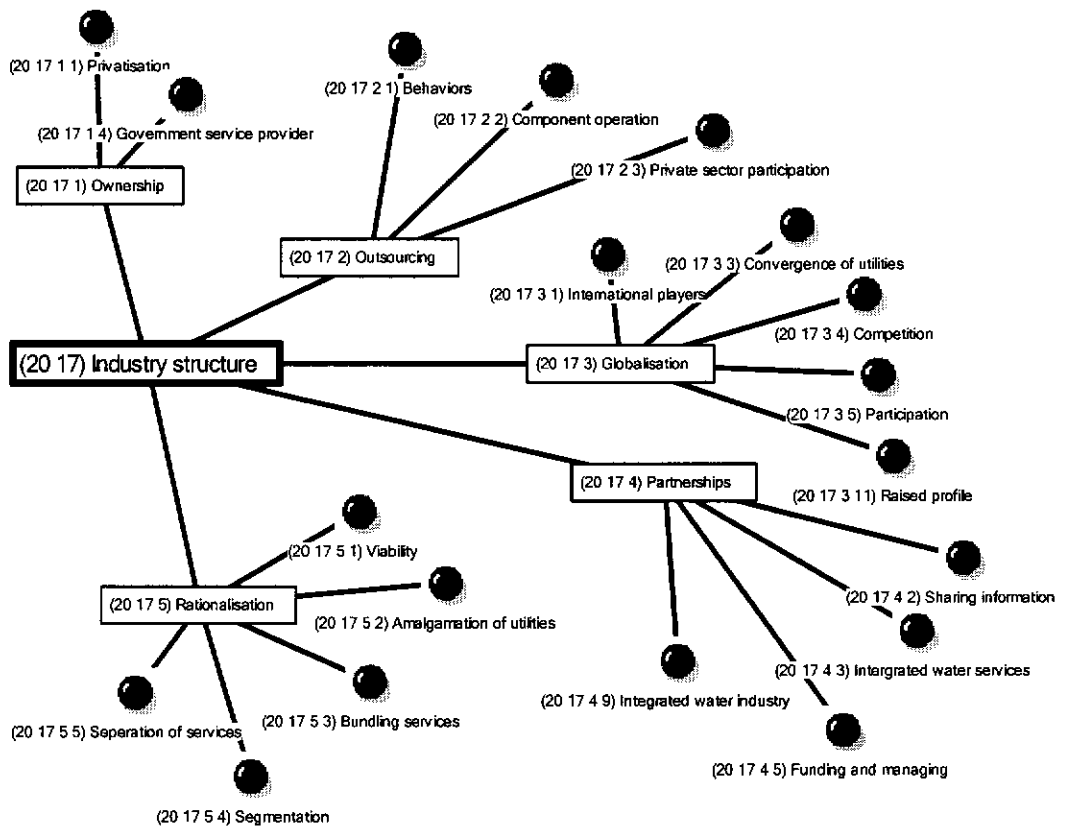 (20 17 1 1) Privatisation
(20 17 1 4) Government service provider
(20 17 1) Ownership
(20 17 2 1) Behaviors
(20 17 2 2) Component operation
(20 17 2 3) Private sector participation
(20 17 2) Outsourcing
(20 17 3 3) Convergence of utilities
(20 17 3 1) International players
(20 17 3 4) Competition
(20 17) Industry structure
(20 17 3) Globalisation
(20 17 3 5) Participation
(20 17 3 11) Raised profile
(20 17 4) Partnerships
(20 17 4 2) Sharing information
(20 17 4 3) Intergrated water services
(20 17 4 9) Integrated water industry
(20 17 4 5) Funding and managing
(20 17 5 1) Viability
(20 17 5) Rationalisation
(20 17 5 2) Amalgamation of utilities
(20 17 5 3) Bundling services
(20 17 5 5) Seperation of services
(20 17 5 4) Segmentation